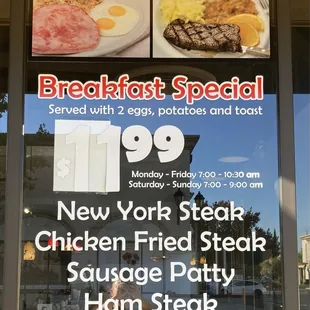 Breakfast Special
Served with 2 eggs, potatoes and toast
$11.99
Monday - Friday 7:00 - 10:30 am
Saturday - Sunday 7:00 - 9:00 am
New York Steak
Chicken Fried Steak
Sausage Patty
Ham Steak